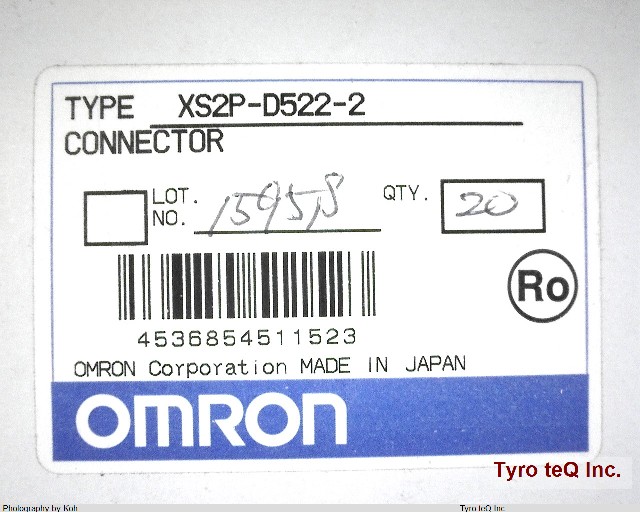 TYPE XS2P-D522-2
CONNECTOR
LOT. NO. QTY. 20
Ro
4536854511523
OMRON Corporation MADE IN JAPAN
OMRON
Tyro teQ Inc.
Photography by Koh Tyro teQ Inc